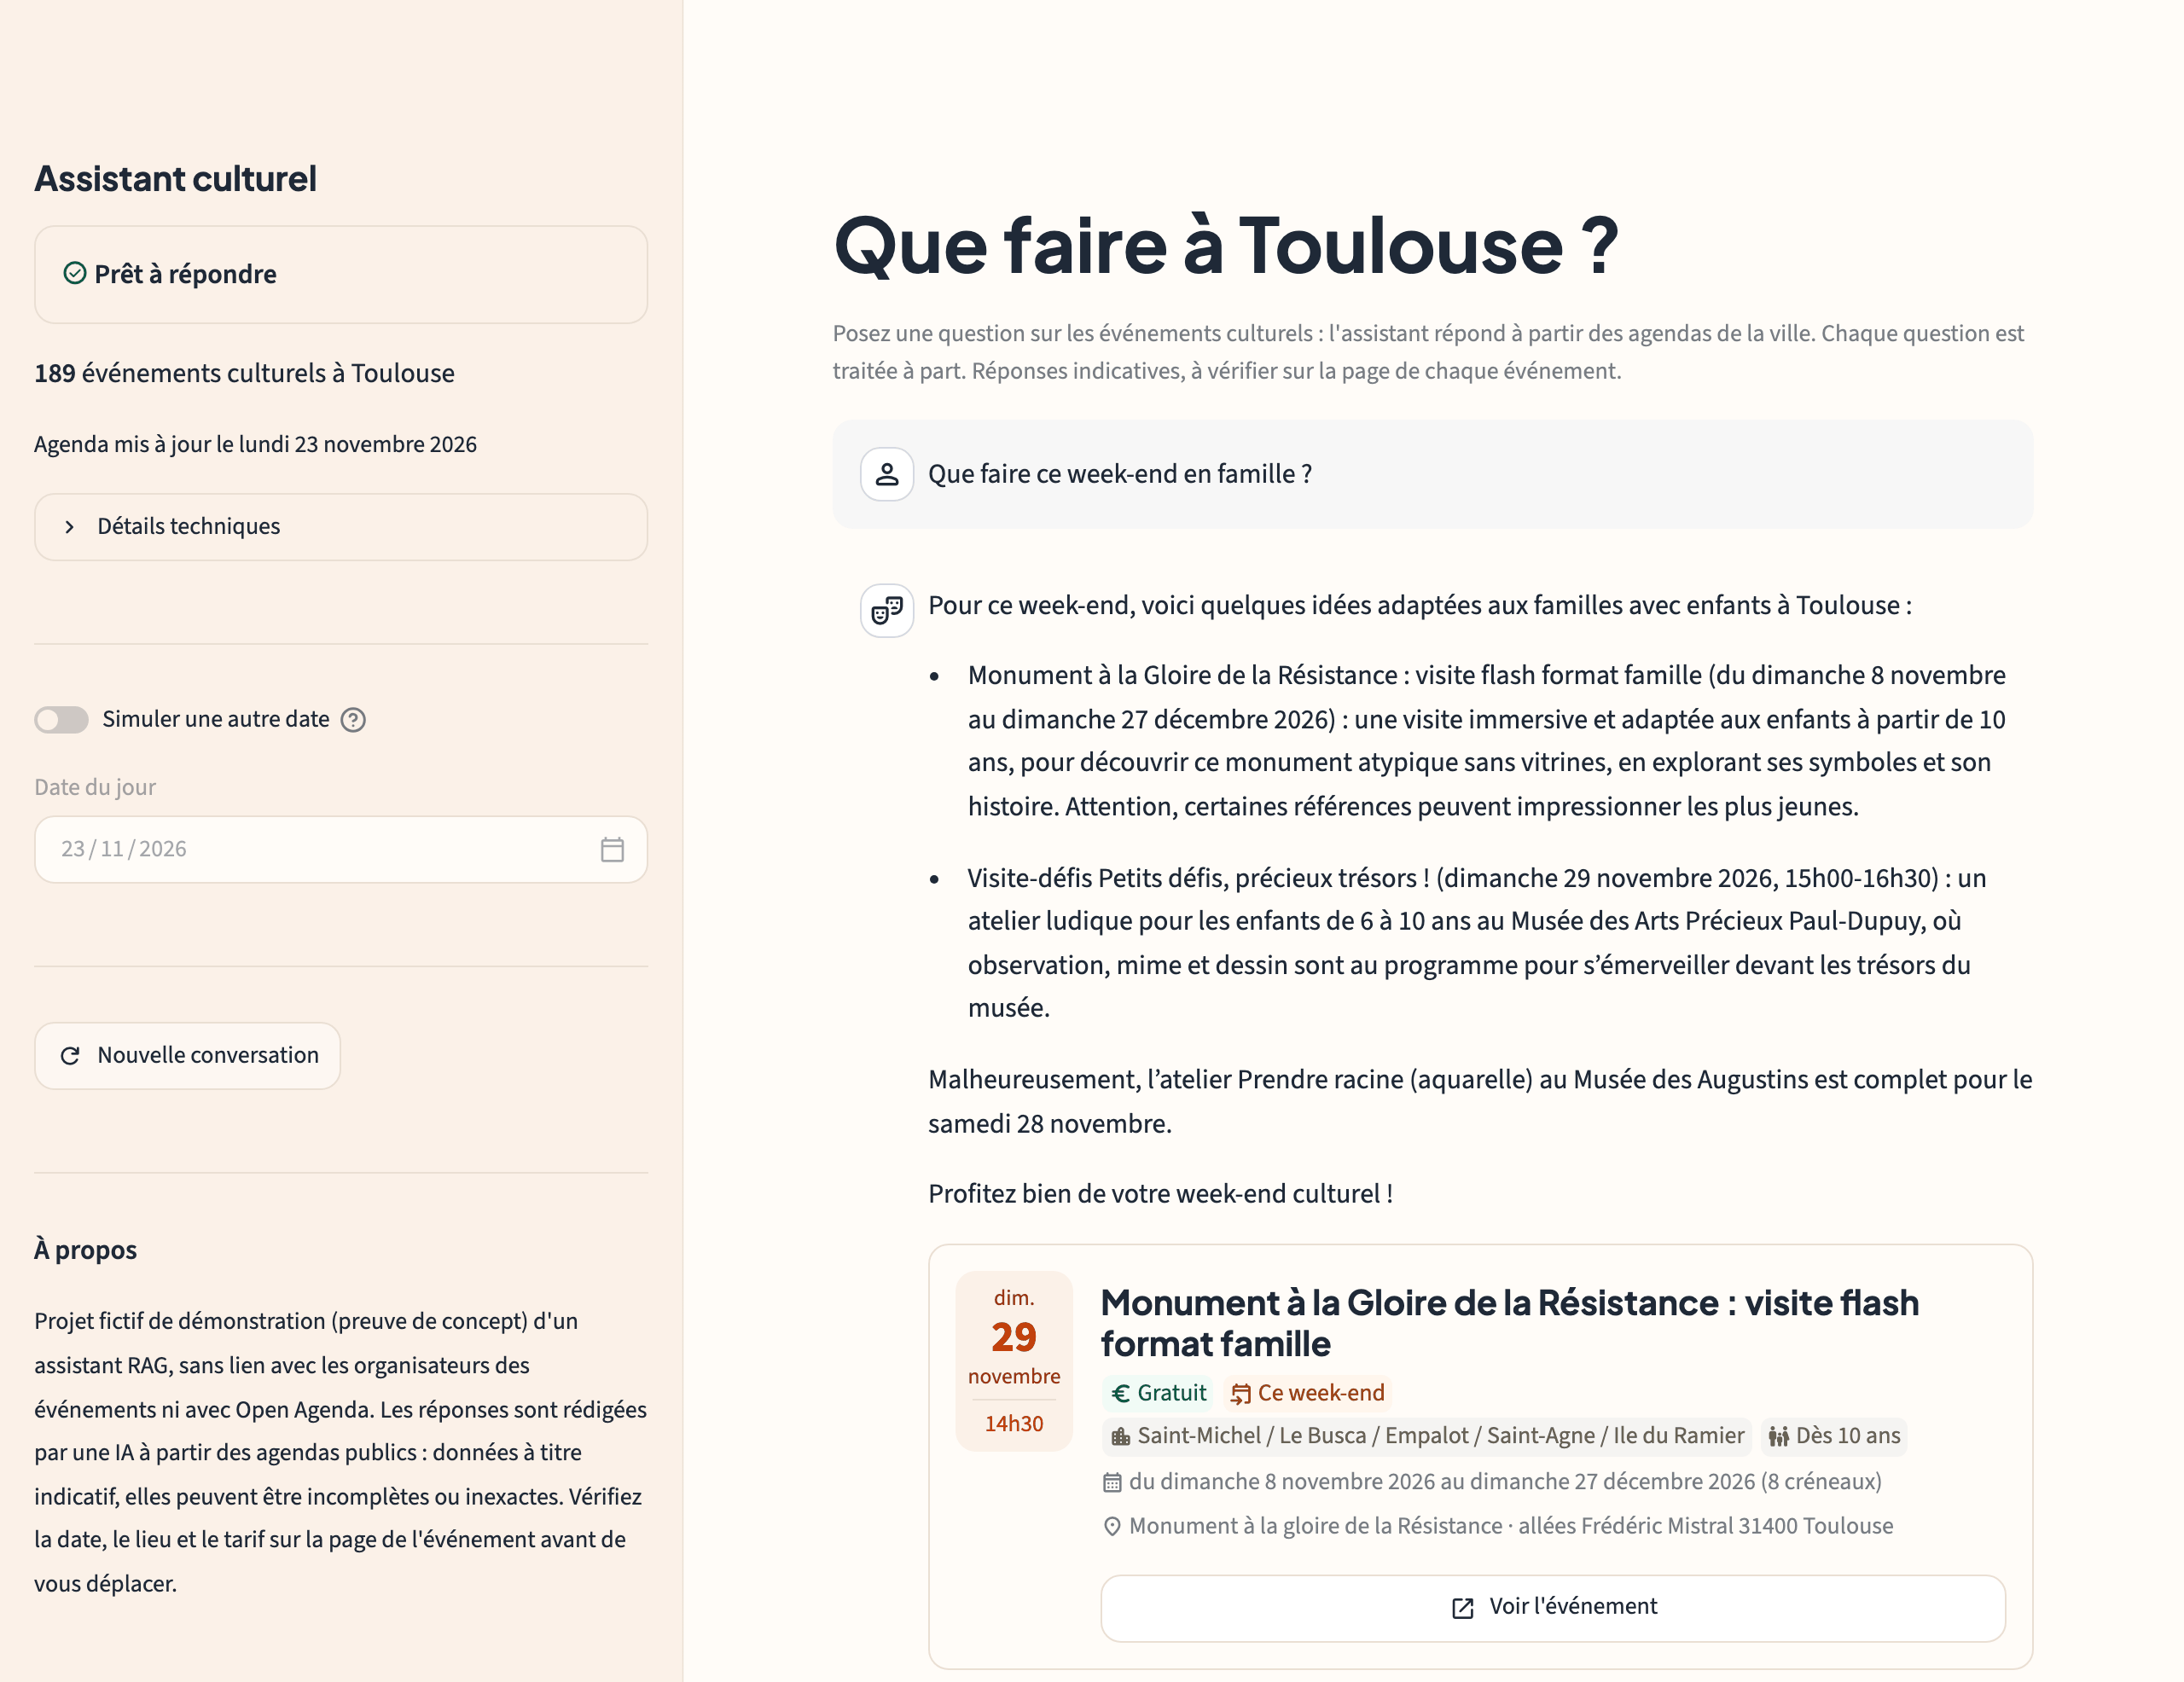 Assistant culturel
Prêt à répondre
189 événements culturels à Toulouse
Agenda mis à jour le lundi 23 novembre 2026
Détails techniques
Simuler une autre date
Date du jour
23/11/2026
Nouvelle conversation
À propos
Projet fictif de démonstration (preuve de concept) d'un
assistant RAG, sans lien avec les organisateurs des
événements ni avec Open Agenda. Les réponses sont rédigées
par une IA à partir des agendas publics : données à titre
indicatif, elles peuvent être incomplètes ou inexactes. Vérifiez
la date, le lieu et le tarif sur la page de l'événement avant de
vous déplacer.
Que faire à Toulouse ?
Posez une question sur les événements culturels : l'assistant répond à partir des agendas de la ville. Chaque question est
traitée à part. Réponses indicatives, à vérifier sur la page de chaque événement.
Que faire ce week-end en famille ?
Pour ce week-end, voici quelques idées adaptées aux familles avec enfants à Toulouse :
• Monument à la Gloire de la Résistance : visite flash format famille (du dimanche 8 novembre
au dimanche 27 décembre 2026) : une visite immersive et adaptée aux enfants à partir de 10
ans, pour découvrir ce monument atypique sans vitrines, en explorant ses symboles et son
histoire. Attention, certaines références peuvent impressionner les plus jeunes.
• Visite-défis Petits défis, précieux trésors ! (dimanche 29 novembre 2026, 15h00-16h30) : un
atelier ludique pour les enfants de 6 à 10 ans au Musée des Arts Précieux Paul-Dupuy, où
observation, mime et dessin sont au programme pour s’émerveiller devant les trésors du
musée.
Malheureusement, l’atelier Prendre racine (aquarelle) au Musée des Augustins est complet pour le
samedi 28 novembre.
Profitez bien de votre week-end culturel !
dim.
29
novembre
14h30
Monument à la Gloire de la Résistance : visite flash
format famille
Gratuit Ce week-end
Saint-Michel / Le Busca / Empalot / Saint-Agne / Ile du Ramier Dès 10 ans
du dimanche 8 novembre 2026 au dimanche 27 décembre 2026 (8 créneaux)
Monument à la gloire de la Résistance · allées Frédéric Mistral 31400 Toulouse
Voir l'événement